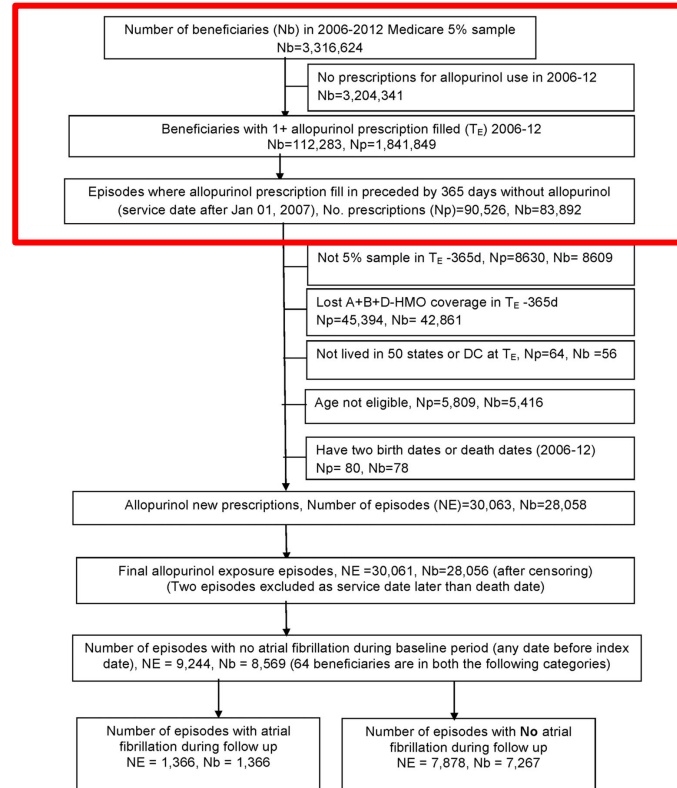 Number of beneficiaries (Nb) in 2006-2012 Medicare 5% sample
Nb=3,316,624
No prescriptions for allopurinol use in 2006-12
Nb=3,204,341
Beneficiaries with 1+ allopurinol prescription filled (TE) 2006-12
Nb=112,283, Np=1,841,849
Episodes where allopurinol prescription fill in preceded by 365 days without allopurinol
(service date after Jan 01, 2007), No. prescriptions (Np)=90,526, Nb=83,892
Not 5% sample in TE -365d, Np=8630, Nb= 8609
Lost A+B+D-HMO coverage in TE -365d
Np=45,394, Nb= 42,861
Not lived in 50 states or DC at TE, Np=64, Nb =56
Age not eligible, Np=5,809, Nb=5,416
Have two birth dates or death dates (2006-12)
Np= 80, Nb=78
Allopurinol new prescriptions, Number of episodes (NE)=30,063, Nb=28,058
Final allopurinol exposure episodes, NE =30,061, Nb=28,056 (after censoring)
(Two episodes excluded as service date later than death date)
Number of episodes with no atrial fibrillation during baseline period (any date before index
date), NE = 9,244, Nb = 8,569 (64 beneficiaries are in both the following categories)
Number of episodes with atrial
fibrillation during follow up
NE = 1,366, Nb = 1,366
Number of episodes with No atrial
fibrillation during follow up
NE = 7,878, Nb = 7,267